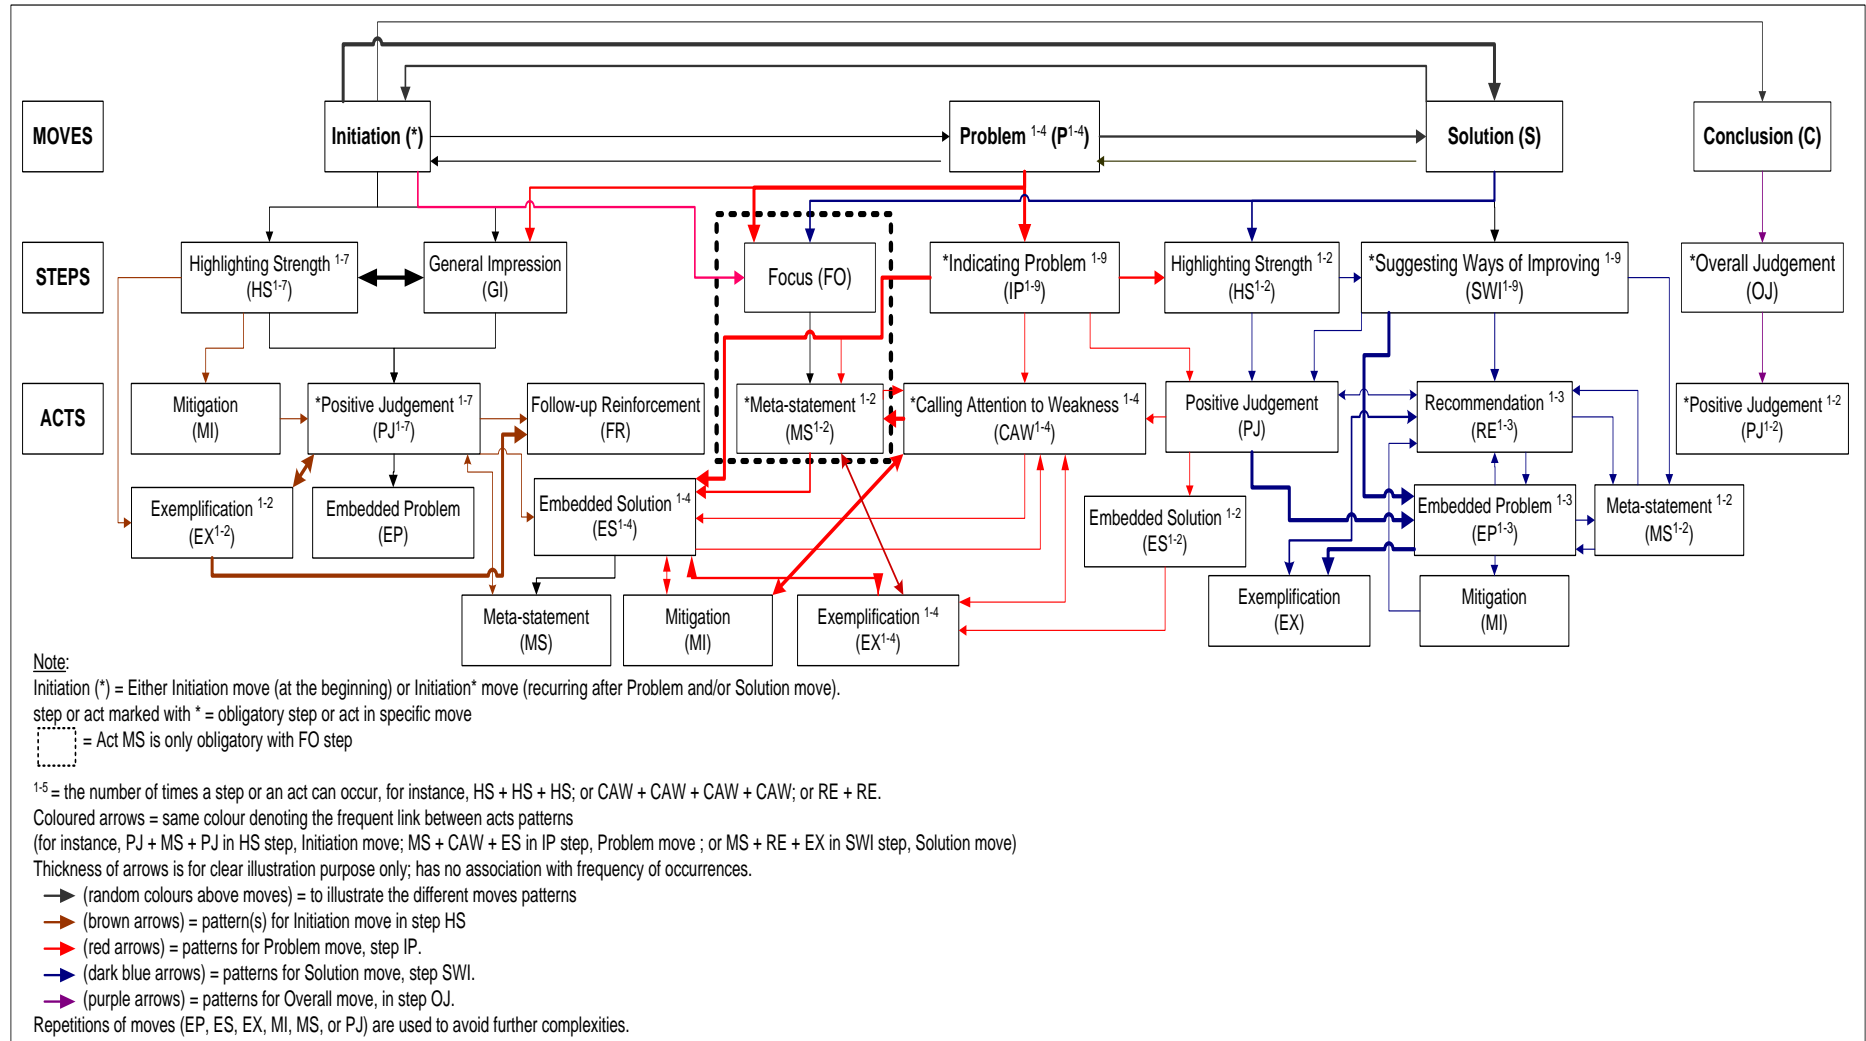 MOVES
Initiation (*)
Problem 1-4 (P1-4)
Solution (S)
Conclusion (C)
STEPS
Highlighting Strength 1-7
(HS1-7)
General Impression
(GI)
Focus (FO)
*Indicating Problem 1-9
(IP1-9)
Highlighting Strength 1-2
(HS1-2)
*Suggesting Ways of Improving 1-9
(SWI1-9)
*Overall Judgement
(OJ)
ACTS
Mitigation
(MI)
*Positive Judgement 1-7
(PJ1-7)
Follow-up Reinforcement
(FR)
*Meta-statement 1-2
(MS1-2)
*Calling Attention to Weakness 1-4
(CAW1-4)
Positive Judgement
(PJ)
Recommendation 1-3
(RE1-3)
*Positive Judgement 1-2
(PJ1-2)
Exemplification 1-2
(EX1-2)
Embedded Problem
(EP)
Embedded Solution 1-4
(ES1-4)
Embedded Solution 1-2
(ES1-2)
Embedded Problem 1-3
(EP1-3)
Meta-statement 1-2
(MS1-2)
Meta-statement
(MS)
Mitigation
(MI)
Exemplification 1-4
(EX1-4)
Exemplification
(EX)
Mitigation
(MI)
Note:
Initiation (*) = Either Initiation move (at the beginning) or Initiation* move (recurring after Problem and/or Solution move).
step or act marked with * = obligatory step or act in specific move
= Act MS is only obligatory with FO step
1-5 = the number of times a step or an act can occur, for instance, HS + HS + HS; or CAW + CAW + CAW + CAW; or RE + RE.
Coloured arrows = same colour denoting the frequent link between acts patterns
(for instance, PJ + MS + PJ in HS step, Initiation move; MS + CAW + ES in IP step, Problem move ; or MS + RE + EX in SWI step, Solution move)
Thickness of arrows is for clear illustration purpose only; has no association with frequency of occurrences.
(random colours above moves) = to illustrate the different moves patterns
(brown arrows) = pattern(s) for Initiation move in step HS
(red arrows) = patterns for Problem move, step IP.
(dark blue arrows) = patterns for Solution move, step SWI.
(purple arrows) = patterns for Overall move, in step OJ.
Repetitions of moves (EP, ES, EX, MI, MS, or PJ) are used to avoid further complexities.